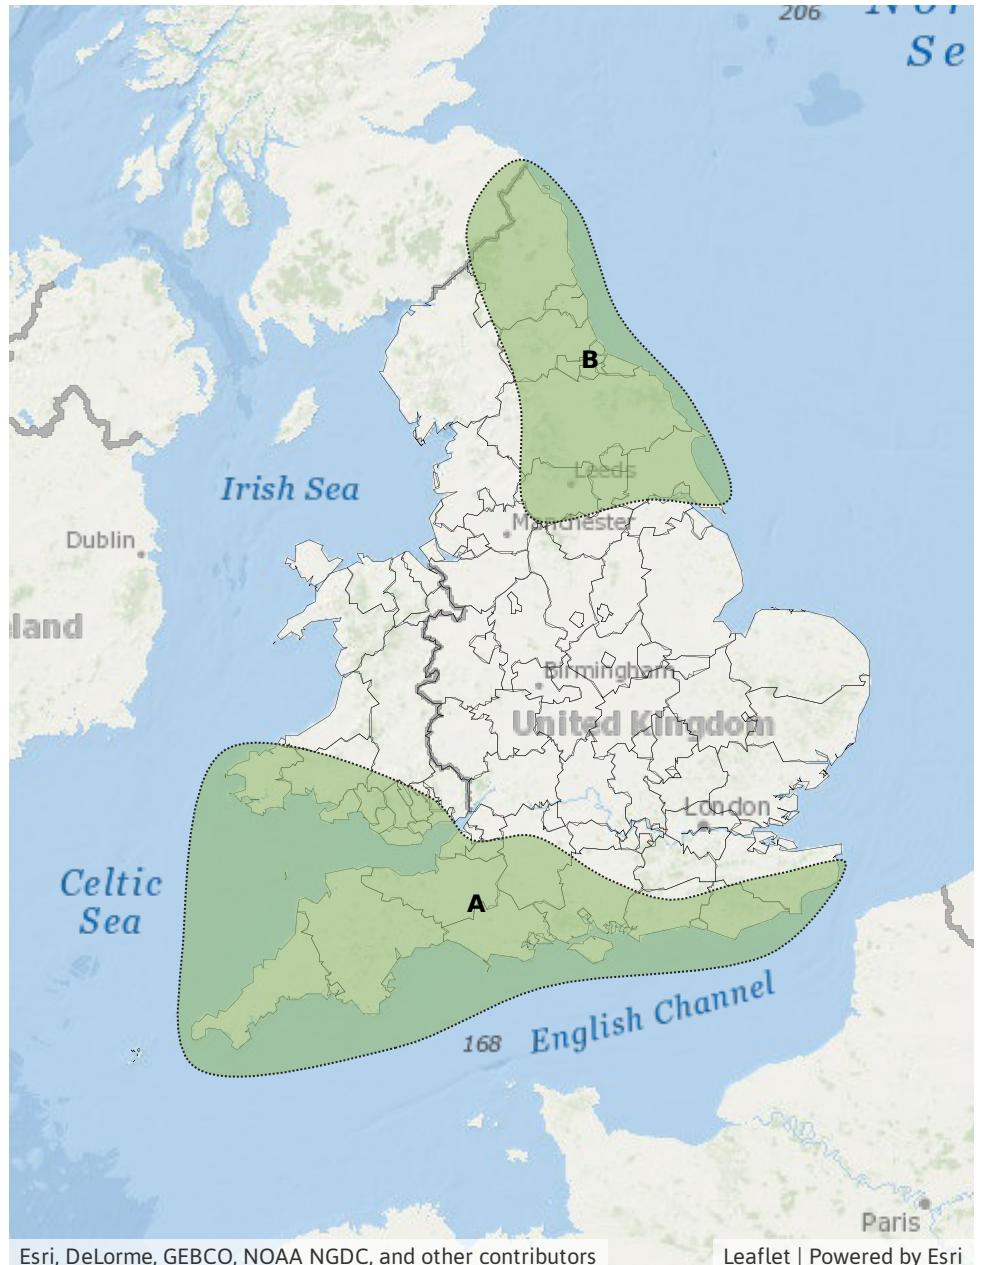 206
Nor
Se
B
Leeds
Irish Sea
Manchester
Dublin
land
Birmingham
United Kingdom
London
Celtic
Sea
A
English Channel
168
Paris
Esri, DeLorme, GEBCO, NOAA NGDC, and other contributors
Leaflet | Powered by Esri